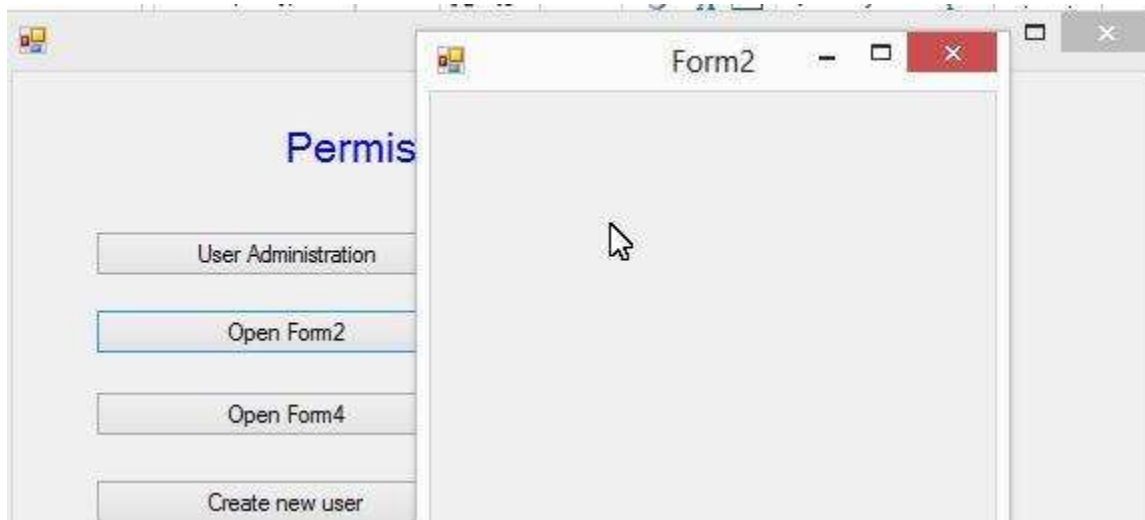 Form2
Permis
User Administration
Open Form2
Open Form4
Create new user